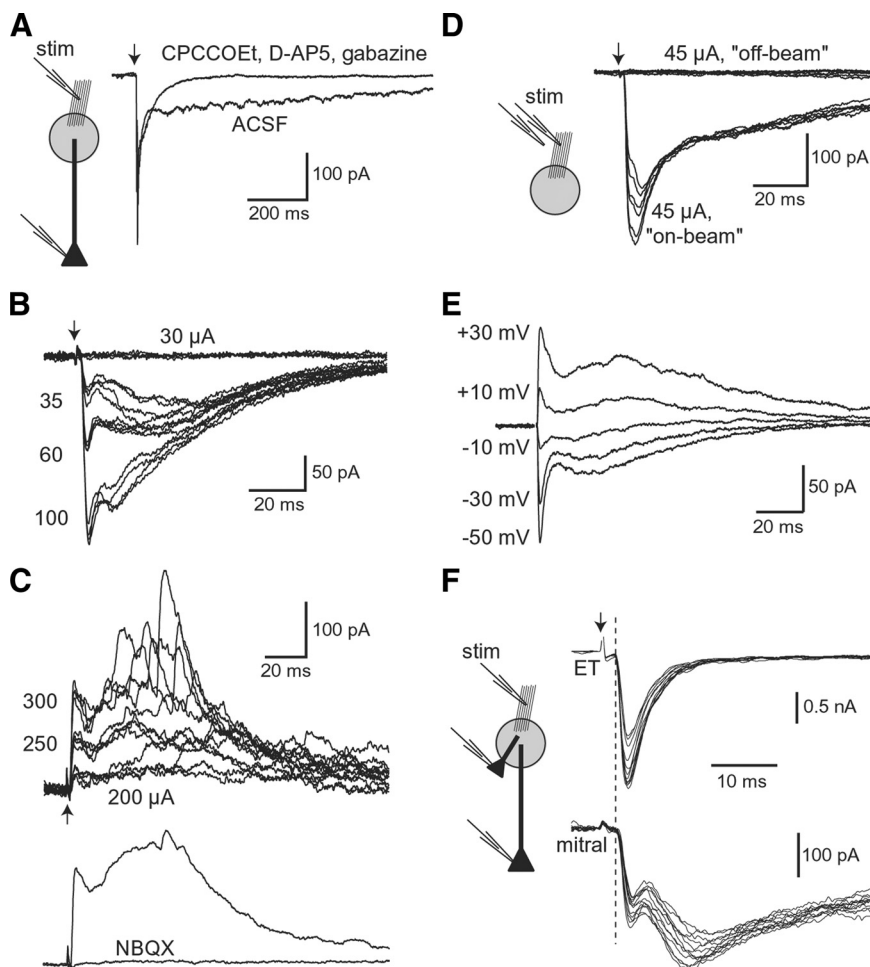 A
stim
CPCCOEt, D-AP5, gabazine
ACSF
100 pA
200 ms
D
stim
45 µA, "off-beam"
100 pA
20 ms
45 µA,
"on-beam"
B
30 µA
35
60
100
50 pA
20 ms
E
+30 mV
+10 mV
-10 mV
-30 mV
-50 mV
50 pA
20 ms
C
100 pA
20 ms
300
250
200 µA
NBQX
F
stim
ET
0.5 nA
10 ms
mitral
100 pA